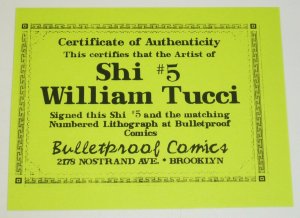 Certificate of Authenticity
This certifies that the Artist of
Shi #5
William Tucci
Signed this Shi #5 and the matching
Numbered Lithograph at Bulletproof
Comics
Bulletproof Comics
2179 NOSTRAND AVE. * BROOKLYN